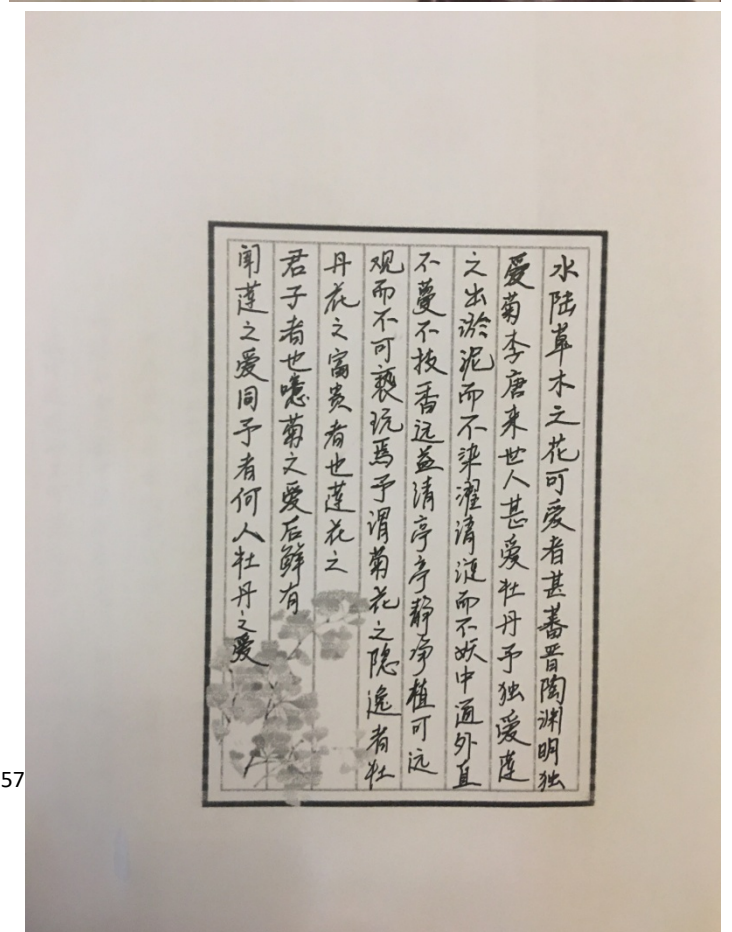 水陆草木之花可爱者甚蕃晋陶渊明独
爱菊李唐来世人甚爱牡丹予独爱莲
之出淤泥而不染濯清涟而不妖中通外直
不蔓不枝香远益清亭亭静净植可远
观而不可亵玩焉予谓菊花之隐逸者牡
丹花之富贵者也莲花之
君子者也噫菊之爱后鲜有
闻莲之爱同予者何人牡丹之爱
57